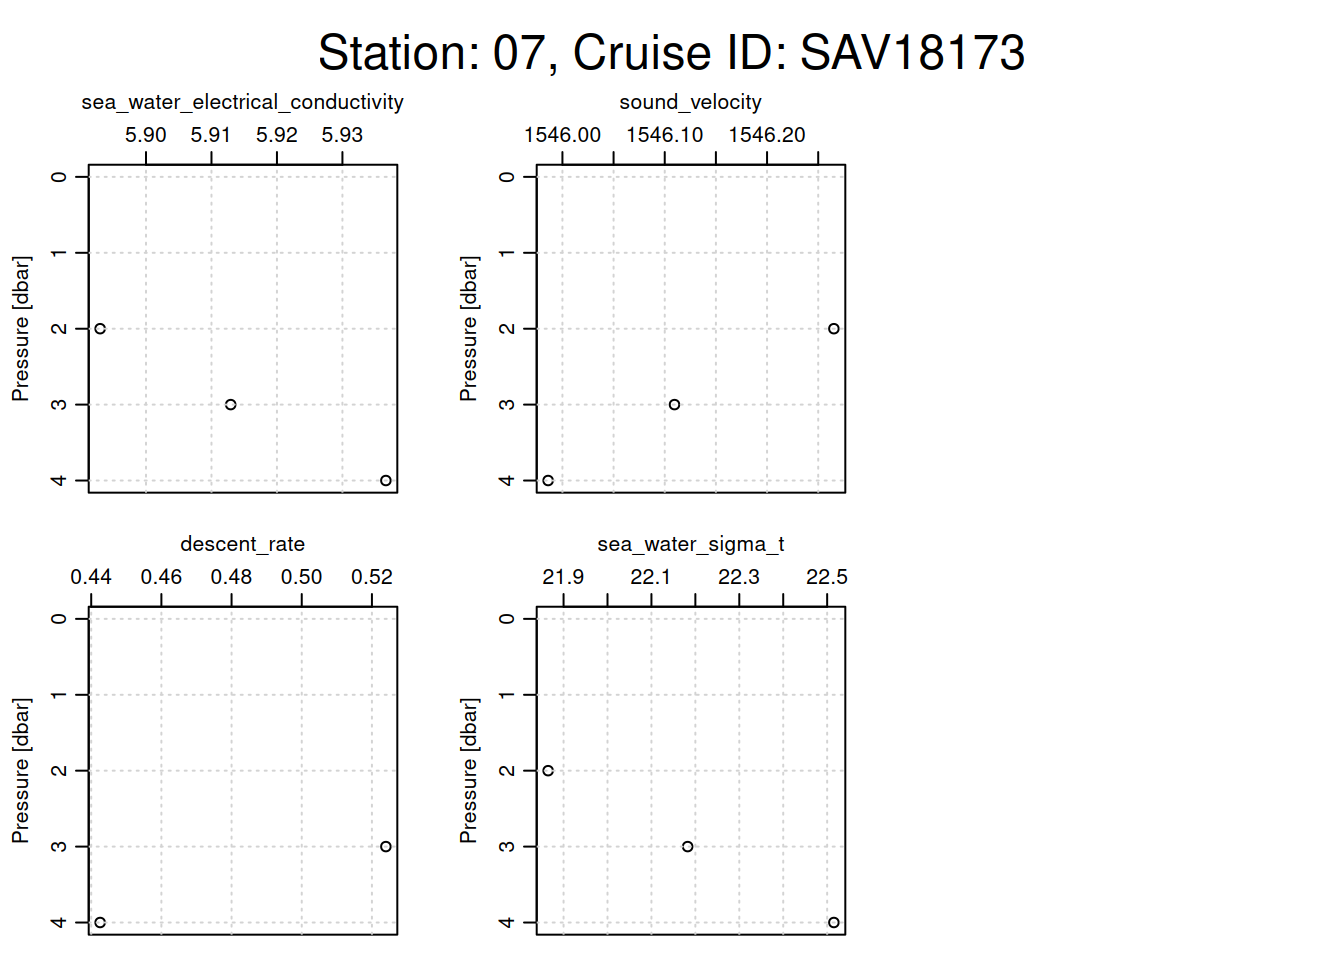 Station: 07, Cruise ID: SAV18173
sea_water_electrical_conductivity
5.90 5.91 5.92 5.93
Pressure [dbar]
0
1
2
3
4
sound_velocity
1546.00 1546.10 1546.20
Pressure [dbar]
0
1
2
3
4
descent_rate
0.44 0.46 0.48 0.50 0.52
Pressure [dbar]
0
1
2
3
4
sea_water_sigma_t
21.9 22.1 22.3 22.5
Pressure [dbar]
0
1
2
3
4